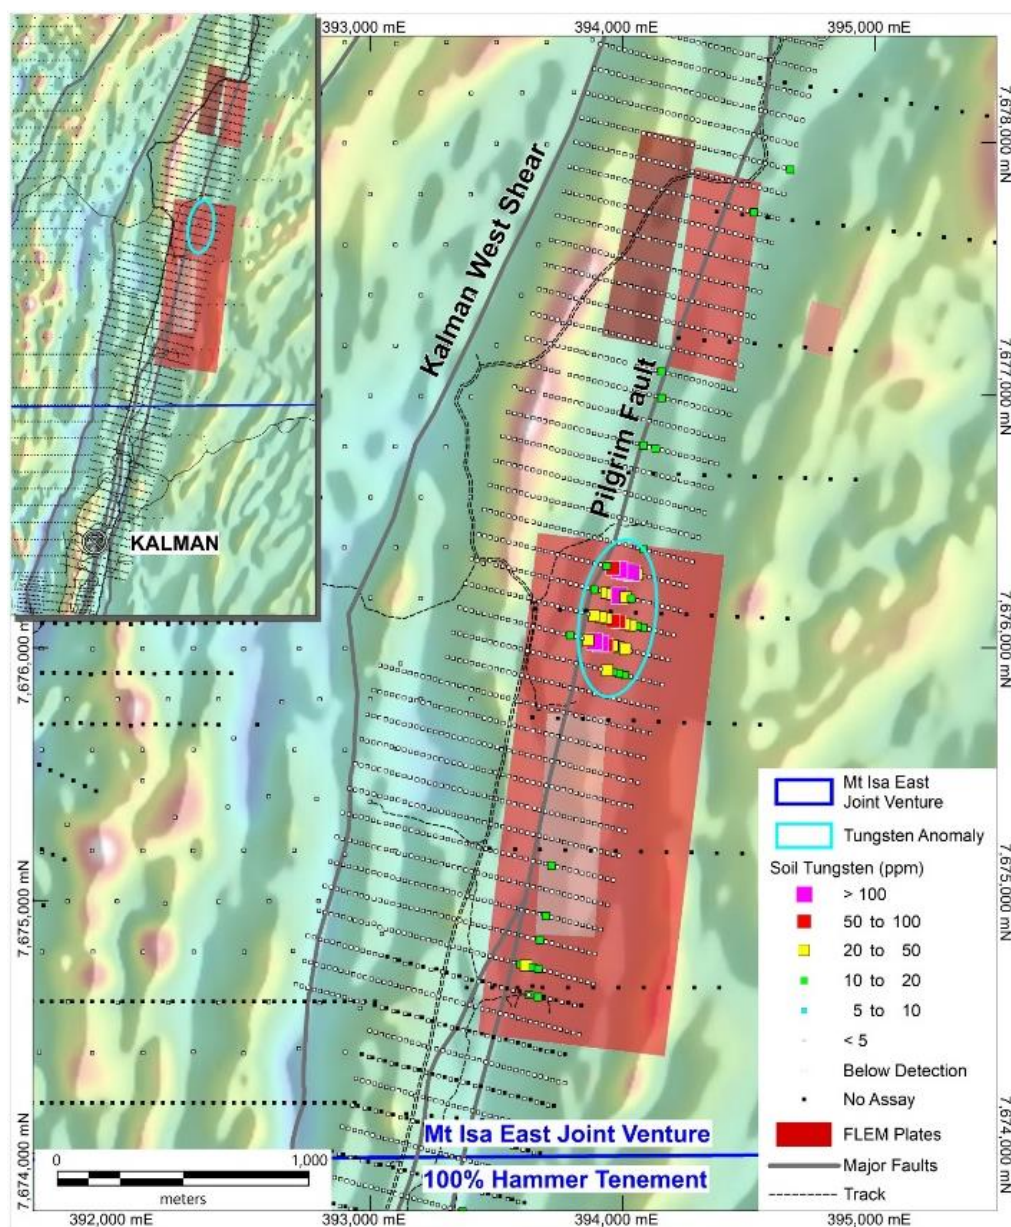 393,000 mE
394,000 mE
395,000 mE
7,678,000 mN
7,677,000 mN
7,676,000 mN
7,675,000 mN
7,674,000 mN
Kalman West Shear
Pilgrim Fault
KALMAN
7,676,000 m
7,675,000 mN
7,674,000 mN
Mt Isa East
Joint Venture
Tungsten Anomaly
Soil Tungsten (ppm)
> 100
50 to 100
20 to 50
10 to 20
5 to 10
< 5
Below Detection
No Assay
FLEM Plates
Major Faults
Track
Mt Isa East Joint Venture
100% Hammer Tenement
0 1,000
meters
392,000 mE
393,000 mE
394,000 mE